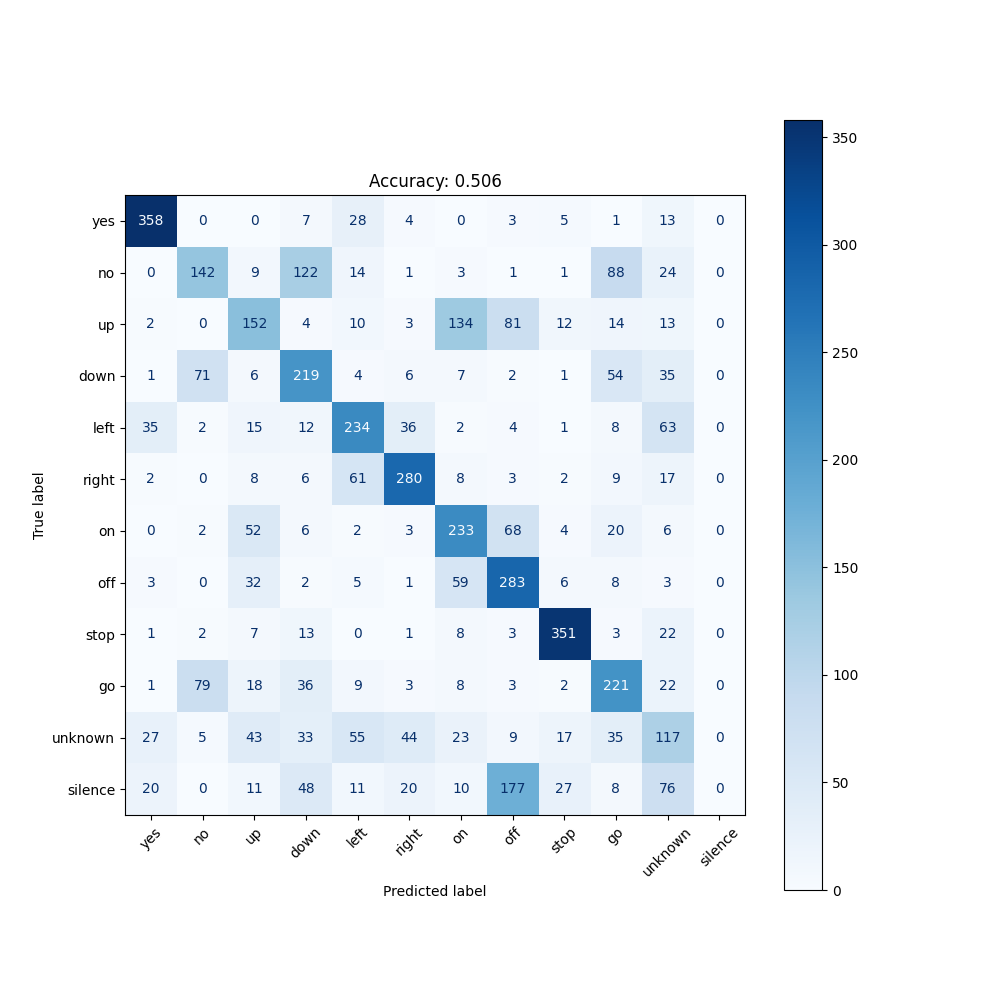 Accuracy: 0.506
yes 358 0 0 7 28 4 0 3 5 1 13 0
no 0 142 9 122 14 1 3 1 1 88 24 0
up 2 0 152 4 10 3 134 81 12 14 13 0
down 1 71 6 219 4 6 7 2 1 54 35 0
left 35 2 15 12 234 36 2 4 1 8 63 0
right 2 0 8 6 61 280 8 3 2 9 17 0
on 0 2 52 6 2 3 233 68 4 20 6 0
off 3 0 32 2 5 1 59 283 6 8 3 0
stop 1 2 7 13 0 1 8 3 351 3 22 0
go 1 79 18 36 9 3 8 3 2 221 22 0
unknown 27 5 43 33 55 44 23 9 17 35 117 0
silence 20 0 11 48 11 20 10 177 27 8 76 0
yes no up down left right on off stop go unknown silence
Predicted label
True label
350
300
250
200
150
100
50
0